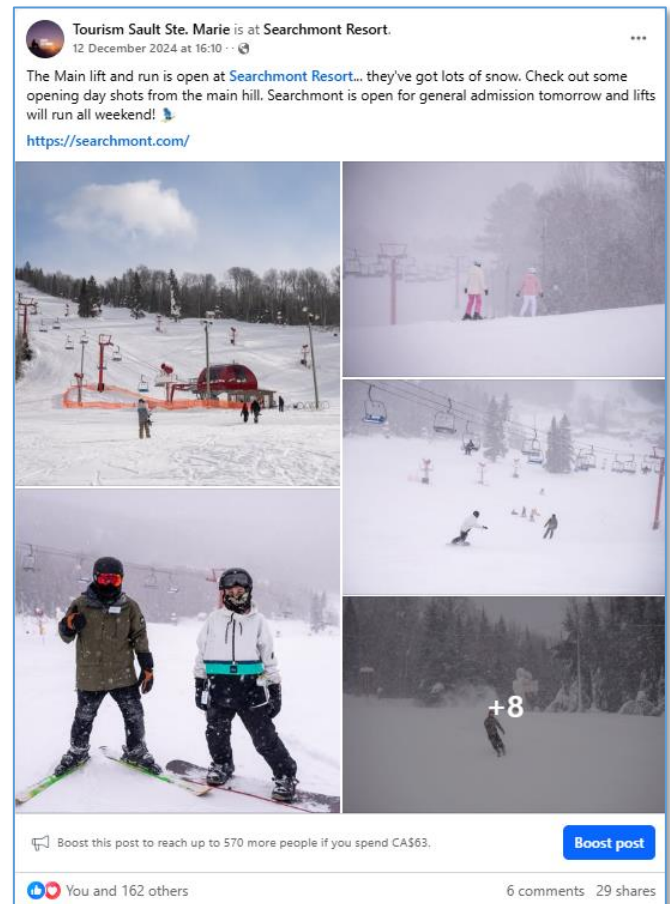 Tourism Sault Ste. Marie is at Searchmont Resort.
12 December 2024 at 16:10 ·
The Main lift and run is open at Searchmont Resort... they've got lots of snow. Check out some
opening day shots from the main hill. Searchmont is open for general admission tomorrow and lifts
will run all weekend!
https://searchmont.com/
+8
Boost this post to reach up to 570 more people if you spend CA$63.
Boost post
You and 162 others
6 comments 29 shares